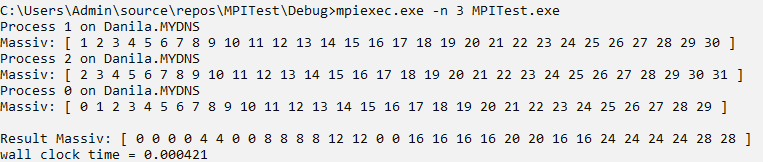 C:\Users\Admin\source\repos\MPITest\Debug>mpiexec.exe -n 3 MPITest.exe
Process 1 on Danila.MYDNS
Massiv: [ 1 2 3 4 5 6 7 8 9 10 11 12 13 14 15 16 17 18 19 20 21 22 23 24 25 26 27 28 29 30 ]
Process 2 on Danila.MYDNS
Massiv: [ 2 3 4 5 6 7 8 9 10 11 12 13 14 15 16 17 18 19 20 21 22 23 24 25 26 27 28 29 30 31 ]
Process 0 on Danila.MYDNS
Massiv: [ 0 1 2 3 4 5 6 7 8 9 10 11 12 13 14 15 16 17 18 19 20 21 22 23 24 25 26 27 28 29 ]
Result Massiv: [ 0 0 0 0 4 4 0 0 8 8 8 8 12 12 0 0 16 16 16 16 20 20 16 16 24 24 24 24 28 28 ]
wall clock time = 0.000421